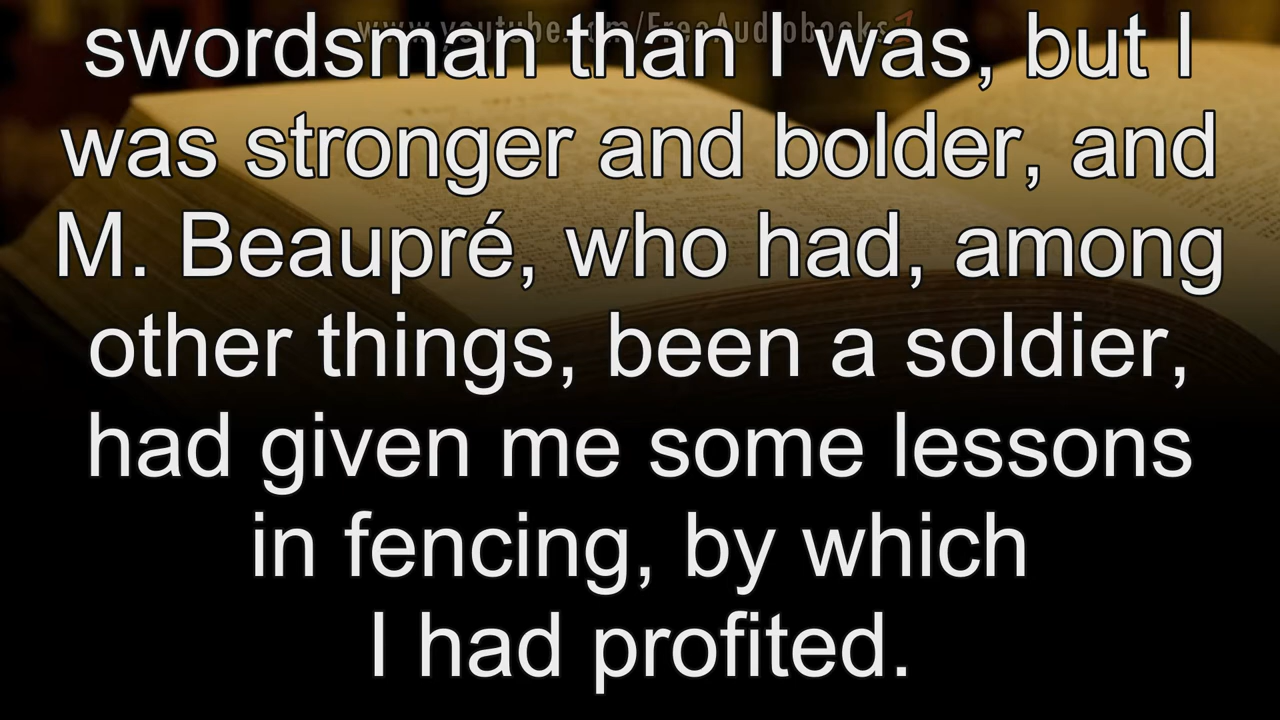 www.youtube.com/FreeAudiobooks
swordsman than I was, but I
was stronger and bolder, and
M. Beaupré, who had, among
other things, been a soldier,
had given me some lessons
in fencing, by which
I had profited.